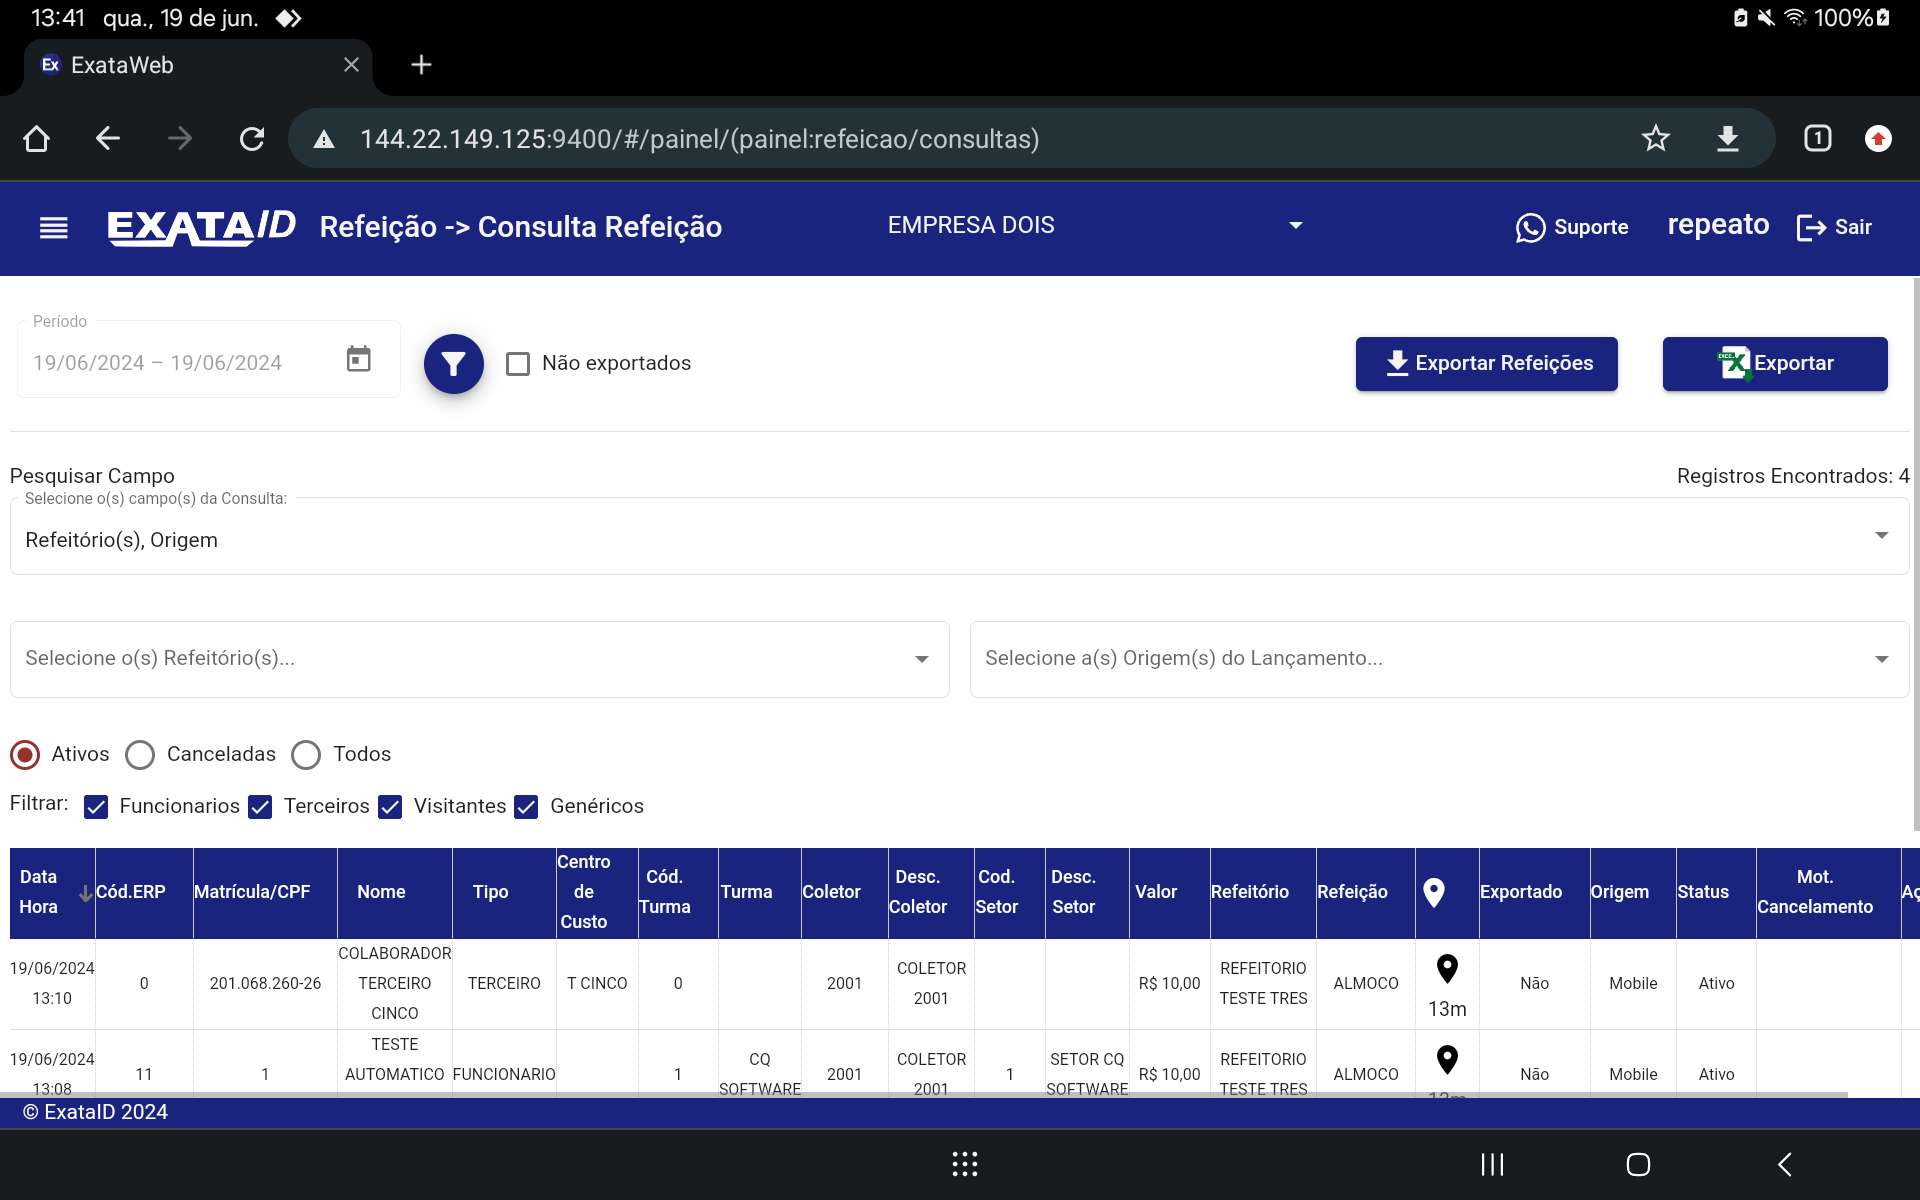 13:41 qua., 19 de jun. 100%
Ex ExataWeb
144.22.149.125:9400/#/painel/(painel:refeicao/consultas) 1
EXATAID Refeição -> Consulta Refeição EMPRESA DOIS Suporte repeato Sair
Período
19/06/2024 – 19/06/2024 Não exportados Exportar Refeições Exportar
Pesquisar Campo Registros Encontrados: 4
Selecione o(s) campo(s) da Consulta:
Refeitório(s), Origem
Selecione o(s) Refeitório(s)... Selecione a(s) Origem(s) do Lançamento...
Ativos Canceladas Todos
Filtrar: Funcionarios Terceiros Visitantes Genéricos
Data Hora Cód.ERP Matrícula/CPF Nome Tipo Centro de Custo Cód. Turma Turma Coletor Desc. Coletor Cod. Setor Desc. Setor Valor Refeitório Refeição Exportado Origem Status Mot. Cancelamento Aç
19/06/2024 13:10 0 201.068.260-26 COLABORADOR TERCEIRO CINCO TERCEIRO T CINCO 0 2001 COLETOR 2001 R$ 10,00 REFEITORIO TESTE TRES ALMOCO 13m Não Mobile Ativo
19/06/2024 13:08 11 1 TESTE AUTOMATICO FUNCIONARIO 1 CQ SOFTWARE 2001 COLETOR 2001 1 SETOR CQ SOFTWARE R$ 10,00 REFEITORIO TESTE TRES ALMOCO Não Mobile Ativo
© ExataID 2024